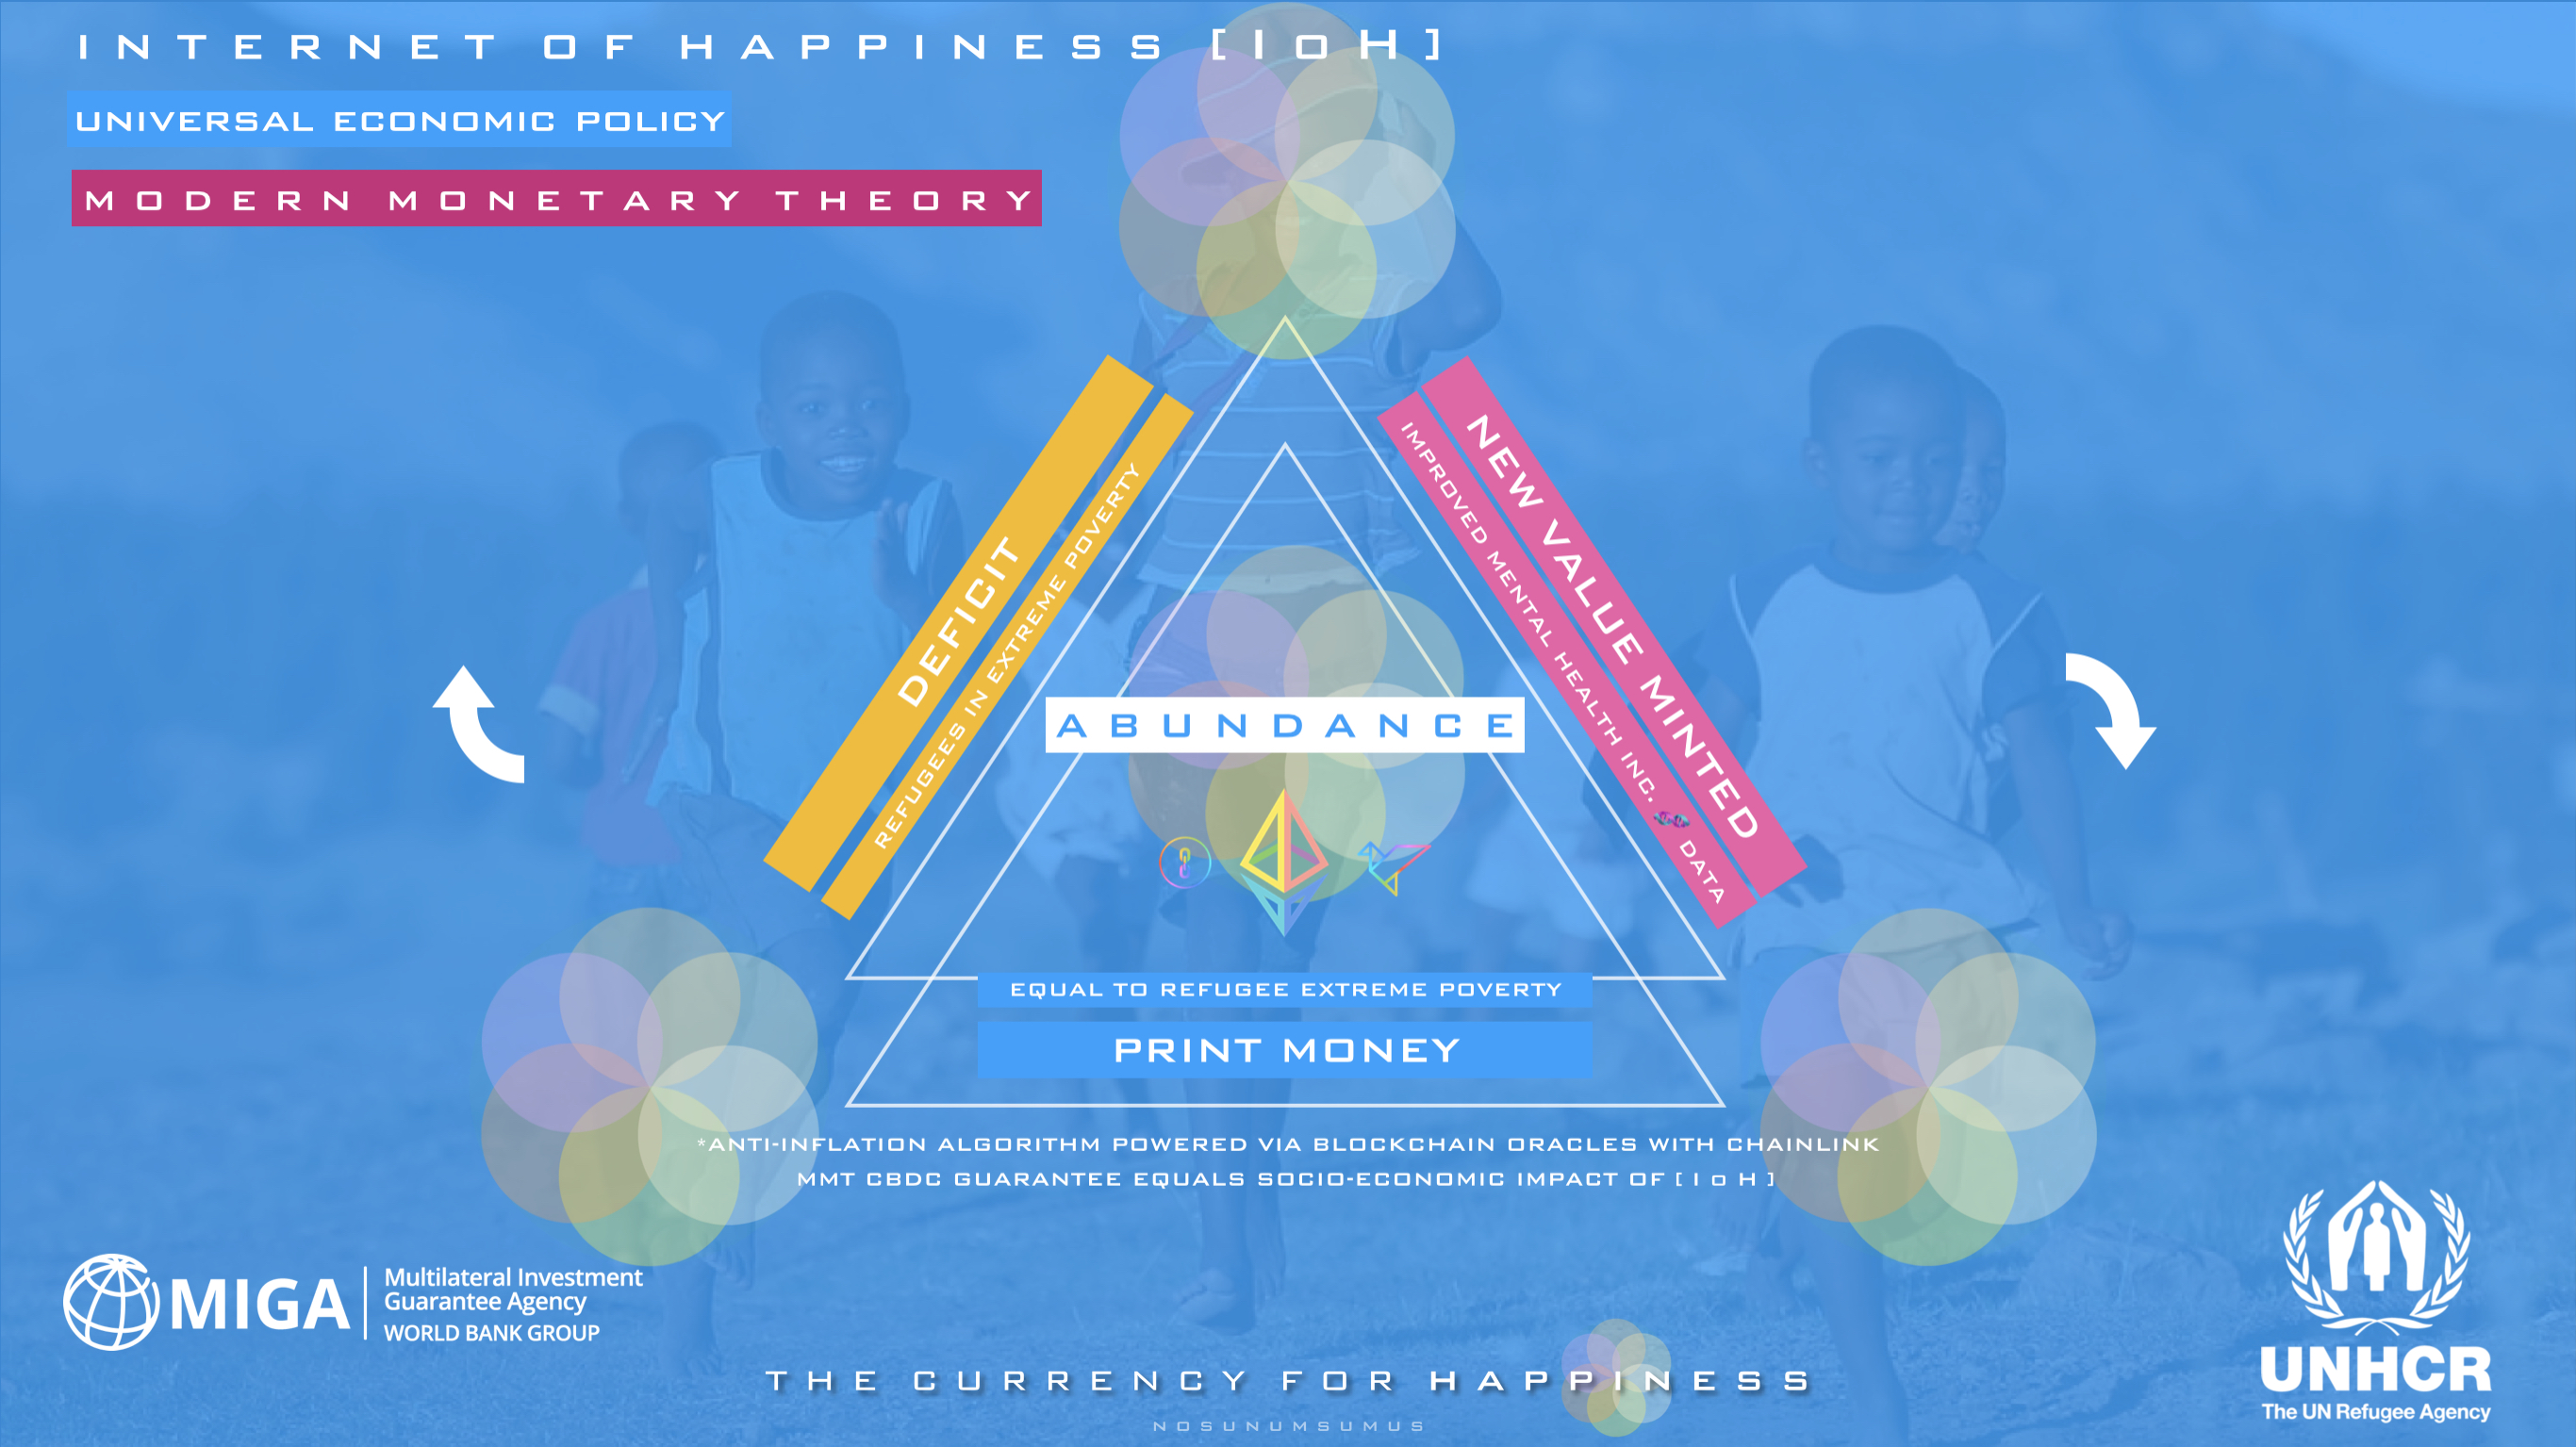 INTERNET OF HAPPINESS [IoH]
UNIVERSAL ECONOMIC POLICY
MODERN MONETARY THEORY
DEFICIT
REFUGEES IN EXTREME POVERTY
NEW VALUE MINTED
IMPROVED MENTAL HEALTH INC. DATA
ABUNDANCE
EQUAL TO REFUGEE EXTREME POVERTY
PRINT MONEY
*ANTI-INFLATION ALGORITHM POWERED VIA BLOCKCHAIN ORACLES WITH CHAINLINK
MMT CBDC GUARANTEE EQUALS SOCIO-ECONOMIC IMPACT OF [IoH]
MIGA
Multilateral Investment
Guarantee Agency
WORLD BANK GROUP
THE CURRENCY FOR HAPPINESS
NOSUNUMSUMUS
UNHCR
The UN Refugee Agency